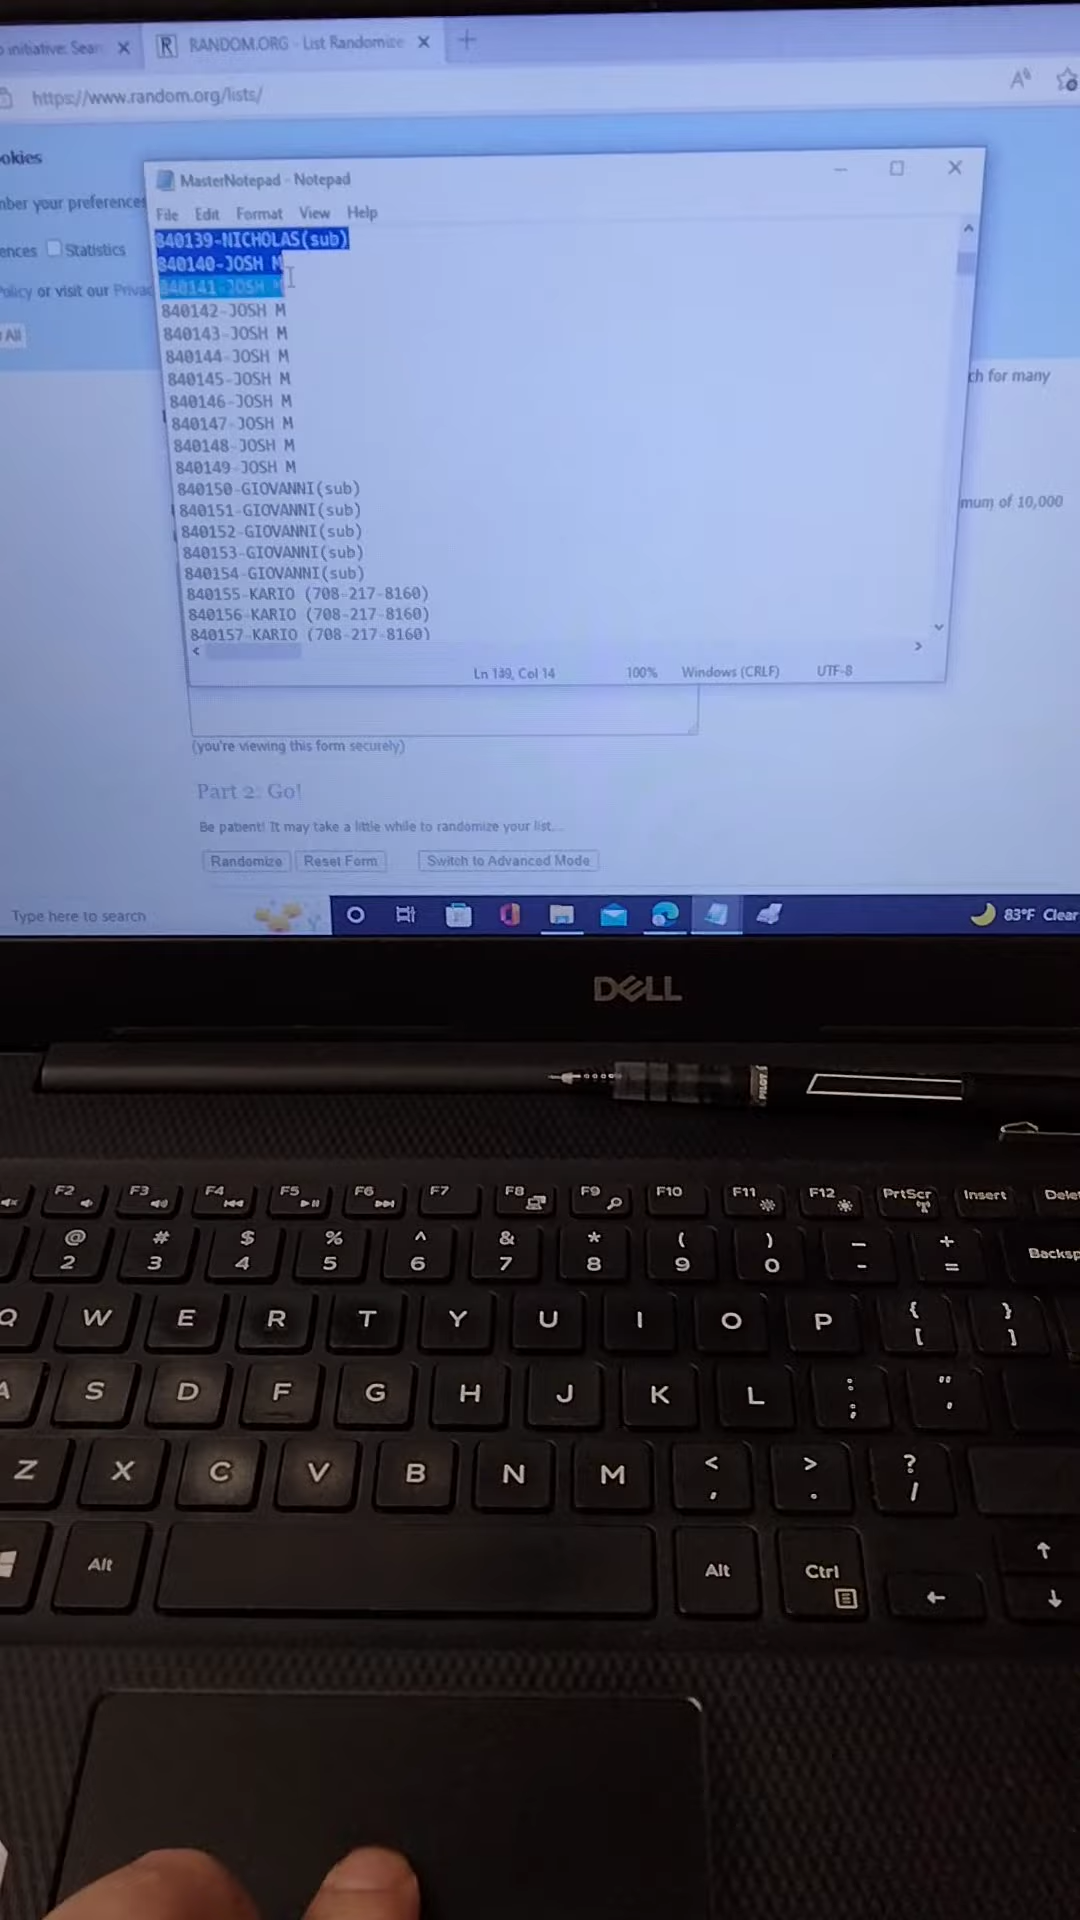 o initiative: Sear
RANDOM.ORG - List Randomize
https://www.random.org/lists/
ookies
mber your preferences
ences Statistics
Policy or visit our Privac
All
MasterNotepad - Notepad
File Edit Format View Help
840139-NICHOLAS(sub)
840140-JOSH M
840141-JOSH M
840142-JOSH M
840143-JOSH M
840144-JOSH M
840145-JOSH M
840146-JOSH M
840147-JOSH M
840148-JOSH M
840149-JOSH M
840150-GIOVANNI(sub)
840151-GIOVANNI(sub)
840152-GIOVANNI(sub)
840153-GIOVANNI(sub)
840154-GIOVANNI(sub)
840155-KARIO (708-217-8160)
840156-KARIO (708-217-8160)
840157-KARIO (708-217-8160)
Ln 139, Col 14 100% Windows (CRLF) UTF-8
ch for many
mum of 10,000
(you're viewing this form securely)
Part 2: Go!
Be patient! It may take a little while to randomize your list...
Randomize Reset Form Switch to Advanced Mode
Type here to search
83°F Clear
DELL
PILOT
F2 F3 F4 F5 F6 F7 F8 F9 F10 F11 F12 PrtScr Insert Dele
@ # $ % ^ & * ( ) _ +
2 3 4 5 6 7 8 9 0 - = Backsp
Q W E R T Y U I O P { [ } ]
A S D F G H J K L : ; " '
Z X C V B N M < , > . ? /
Alt Alt Ctrl